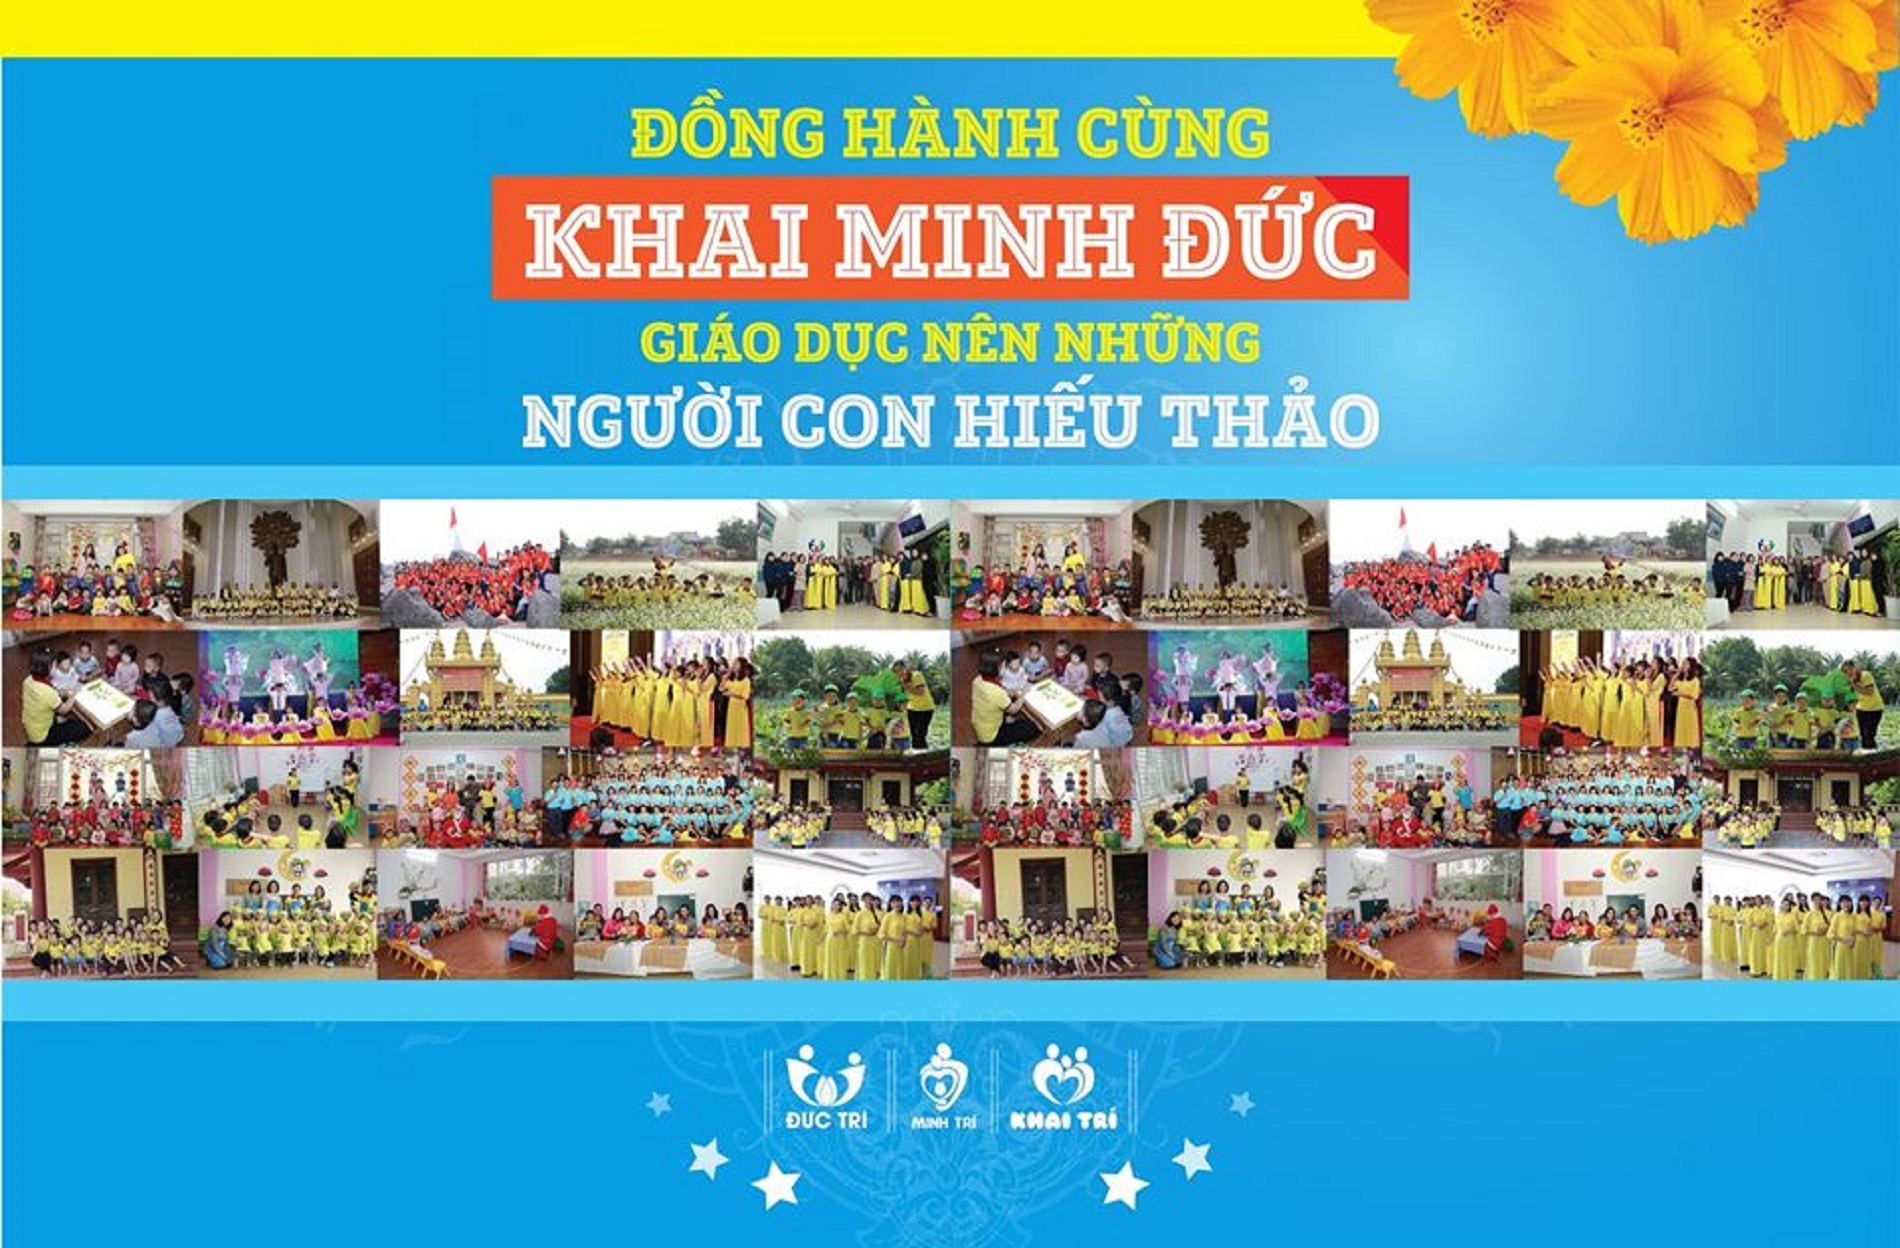 ĐỒNG HÀNH CÙNG
KHAI MINH ĐỨC
GIÁO DỤC NÊN NHỮNG
NGƯỜI CON HIẾU THẢO
ĐỨC TRÍ
MINH TRÍ
KHAI TRÍ